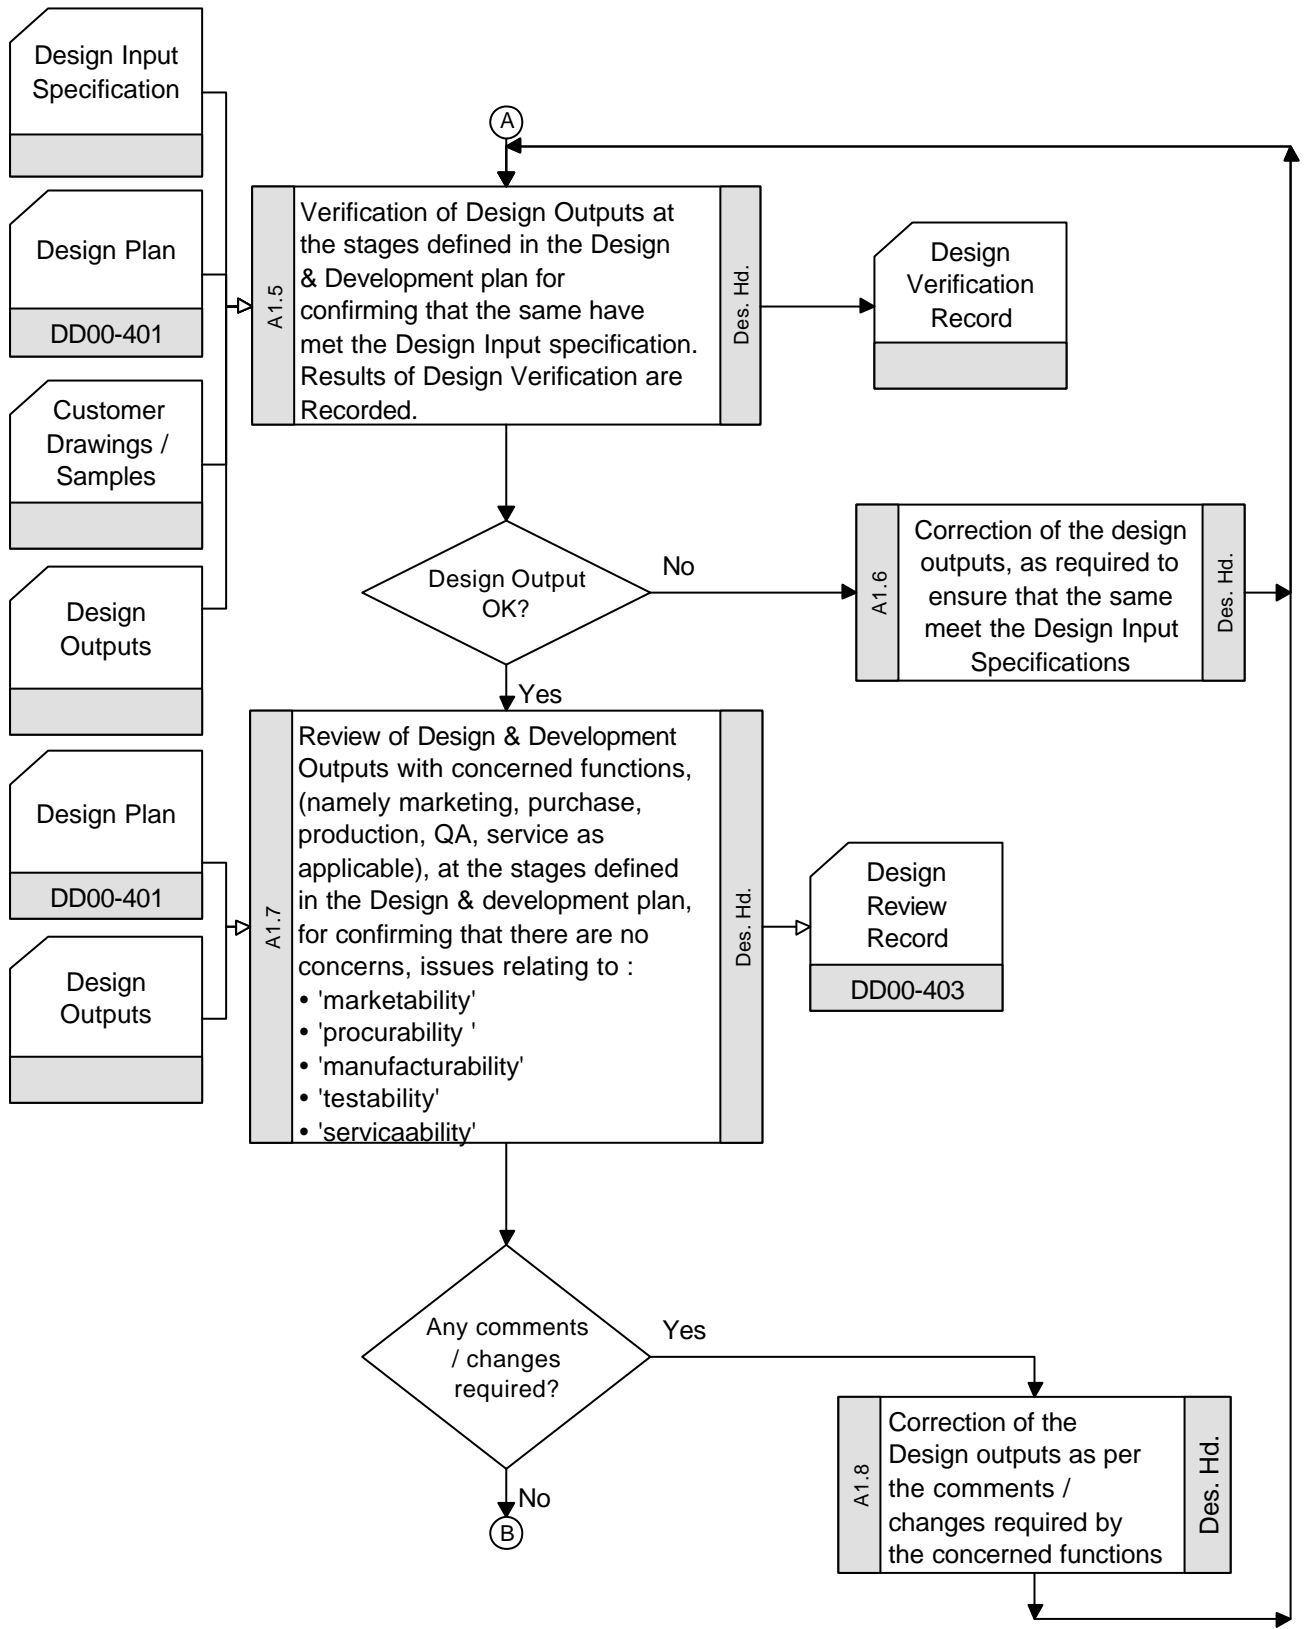 Design Input
Specification
A
Design Plan
DD00-401
Customer
Drawings /
Samples
Design
Outputs
A1.5
Verification of Design Outputs at
the stages defined in the Design
& Development plan for
confirming that the same have
met the Design Input specification.
Results of Design Verification are
Recorded.
Des. Hd.
Design
Verification
Record
Design Output
OK?
No
A1.6
Correction of the design
outputs, as required to
ensure that the same
meet the Design Input
Specifications
Des. Hd.
Yes
Design Plan
DD00-401
Design
Outputs
A1.7
Review of Design & Development
Outputs with concerned functions,
(namely marketing, purchase,
production, QA, service as
applicable), at the stages defined
in the Design & development plan,
for confirming that there are no
concerns, issues relating to :
• 'marketability'
• 'procurability '
• 'manufacturability'
• 'testability'
• 'servicaability'
Des. Hd.
Design
Review
Record
DD00-403
Any comments
/ changes
required?
Yes
A1.8
Correction of the
Design outputs as per
the comments /
changes required by
the concerned functions
Des. Hd.
No
B